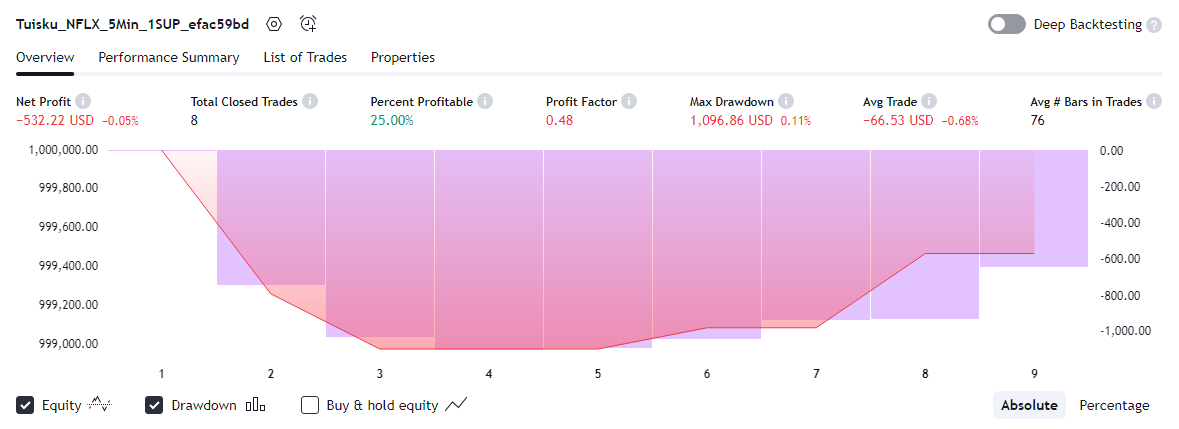 Tuisku_NFLX_5Min_1SUP_efac59bd Deep Backtesting ?
Overview Performance Summary List of Trades Properties
Net Profit i Total Closed Trades i Percent Profitable i Profit Factor i Max Drawdown i Avg Trade i Avg # Bars in Trades i
−532.22 USD −0.05% 8 25.00% 0.48 1,096.86 USD 0.11% −66.53 USD −0.68% 76
1,000,000.00 0.00
999,800.00 -200.00
999,600.00 -400.00
999,400.00 -600.00
999,200.00 -800.00
999,000.00 -1,000.00
1 2 3 4 5 6 7 8 9
Equity Drawdown Buy & hold equity Absolute Percentage